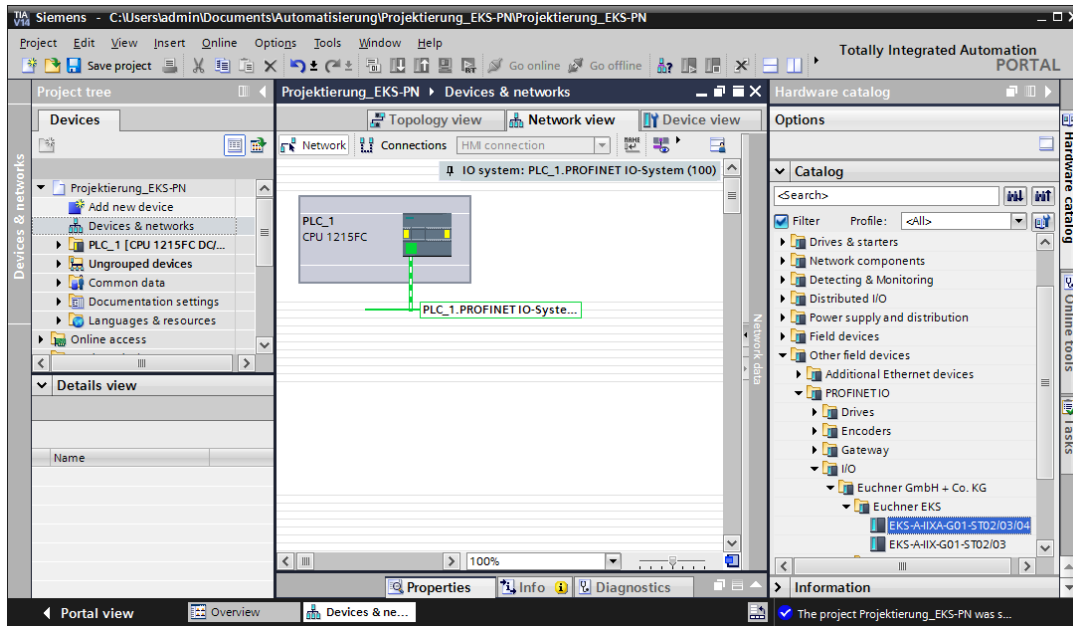 TIA V14 Siemens - C:\Users\admin\Documents\Automatisierung\Projektierung_EKS-PN\Projektierung_EKS-PN
Project Edit View Insert Online Options Tools Window Help
Totally Integrated Automation
PORTAL
Save project Go online Go offline
Project tree
Devices
Devices & networks
Projektierung_EKS-PN
Add new device
Devices & networks
PLC_1 [CPU 1215FC DC/...
Ungrouped devices
Common data
Documentation settings
Languages & resources
Online access
Details view
Name
Projektierung_EKS-PN Devices & networks
Topology view Network view Device view
Network Connections HMI connection
IO system: PLC_1.PROFINET IO-System (100)
PLC_1
CPU 1215FC
PLC_1.PROFINET IO-Syste...
Network data
100%
Properties Info Diagnostics
Hardware catalog
Options
Catalog
<Search>
Filter Profile: <All>
Drives & starters
Network components
Detecting & Monitoring
Distributed I/O
Power supply and distribution
Field devices
Other field devices
Additional Ethernet devices
PROFINET IO
Drives
Encoders
Gateway
I/O
Euchner GmbH + Co. KG
Euchner EKS
EKS-A-IIXA-G01-ST02/03/04
EKS-A-IIX-G01-ST02/03
Information
Hardware catalog
Online tools
Tasks
Portal view Overview Devices & ne...
The project Projektierung_EKS-PN was s...